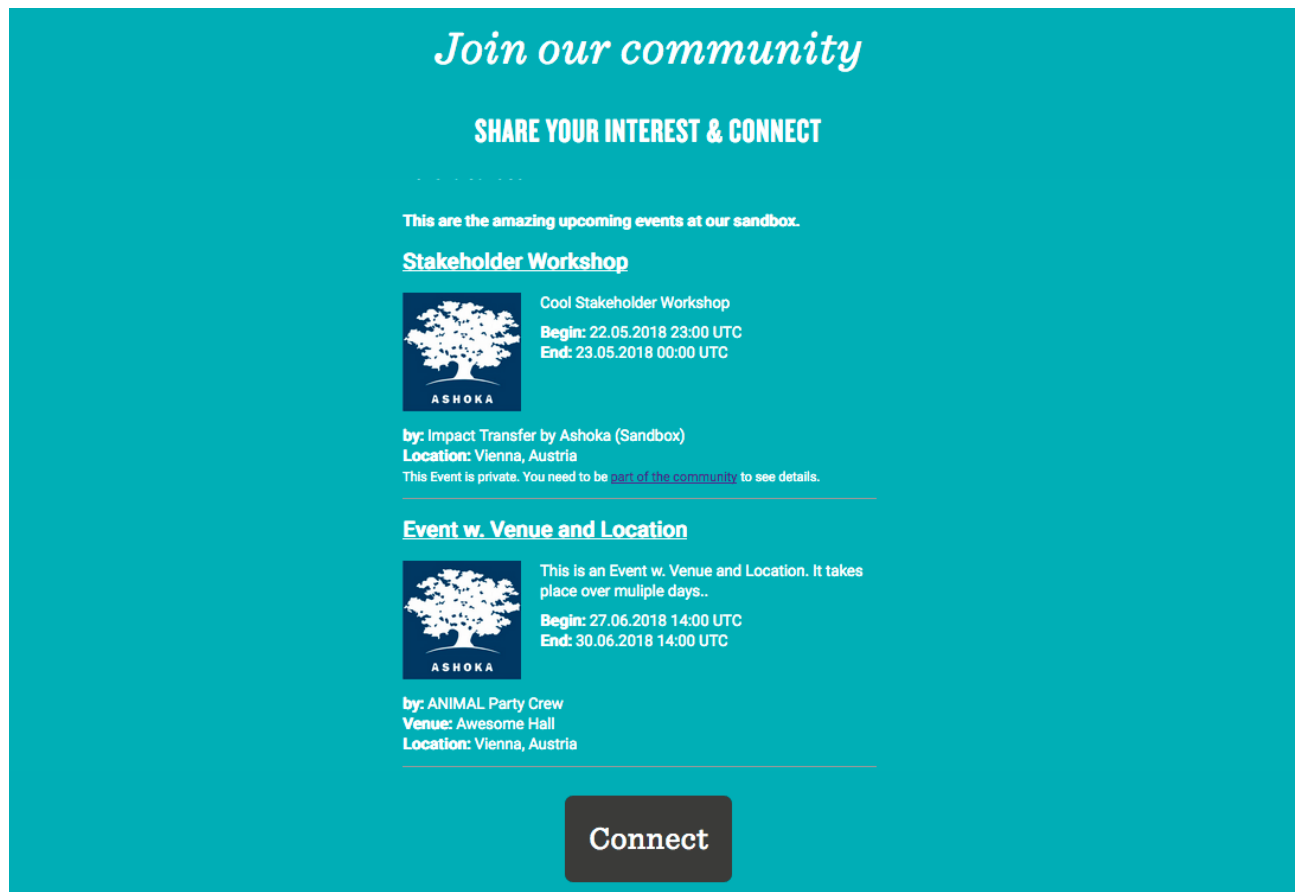 Join our community
SHARE YOUR INTEREST & CONNECT
This are the amazing upcoming events at our sandbox.
Stakeholder Workshop
ASHOKA
Cool Stakeholder Workshop
Begin: 22.05.2018 23:00 UTC
End: 23.05.2018 00:00 UTC
by: Impact Transfer by Ashoka (Sandbox)
Location: Vienna, Austria
This Event is private. You need to be part of the community to see details.
Event w. Venue and Location
ASHOKA
This is an Event w. Venue and Location. It takes
place over muliple days..
Begin: 27.06.2018 14:00 UTC
End: 30.06.2018 14:00 UTC
by: ANIMAL Party Crew
Venue: Awesome Hall
Location: Vienna, Austria
Connect